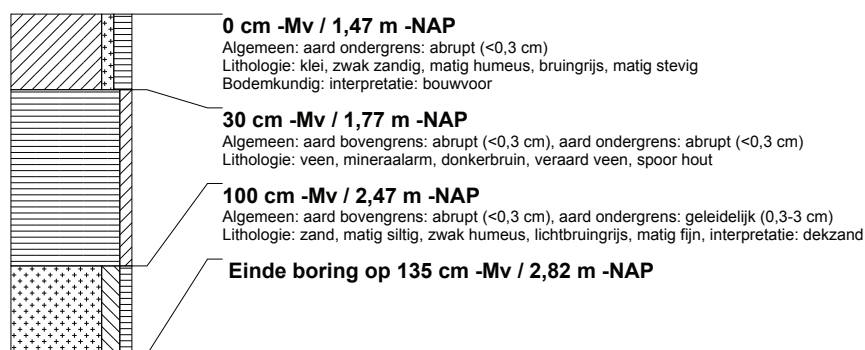 0 cm -Mv / 1,47 m -NAP
Algemeen: aard ondergrens: abrupt (<0,3 cm)
Lithologie: klei, zwak zandig, matig humeus, bruingrijs, matig stevig
Bodemkundig: interpretatie: bouwvoor
30 cm -Mv / 1,77 m -NAP
Algemeen: aard bovengrens: abrupt (<0,3 cm), aard ondergrens: abrupt (<0,3 cm)
Lithologie: veen, mineraalarm, donkerbruin, veraard veen, spoor hout
100 cm -Mv / 2,47 m -NAP
Algemeen: aard bovengrens: abrupt (<0,3 cm), aard ondergrens: geleidelijk (0,3-3 cm)
Lithologie: zand, matig siltig, zwak humeus, lichtbruingrijs, matig fijn, interpretatie: dekzand
Einde boring op 135 cm -Mv / 2,82 m -NAP